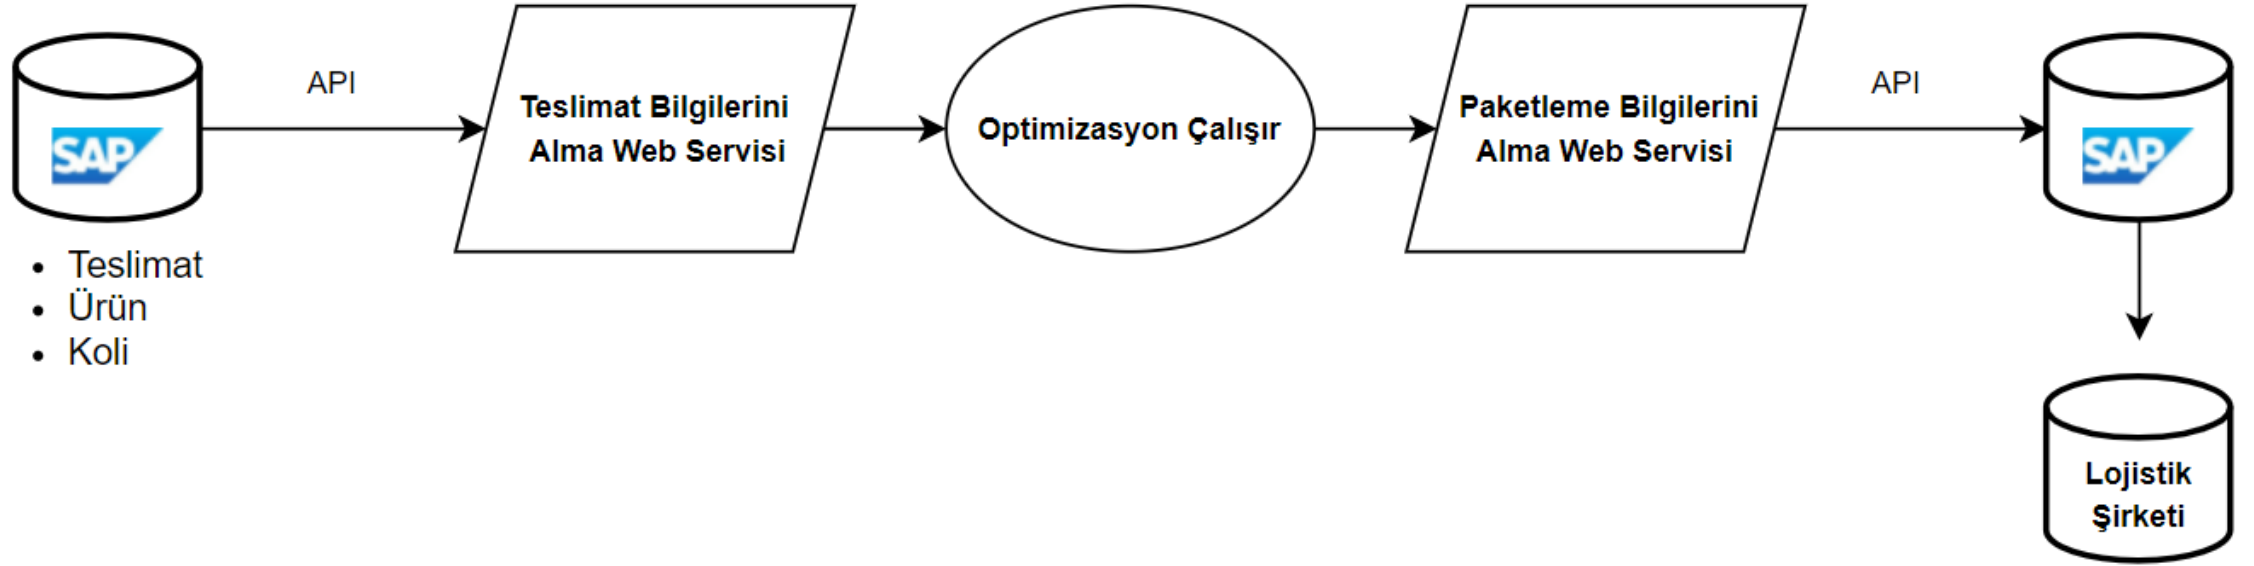 SAP
API
Teslimat Bilgilerini
Alma Web Servisi
Optimizasyon Çalışır
Paketleme Bilgilerini
Alma Web Servisi
API
SAP
• Teslimat
• Ürün
• Koli
Lojistik
Şirketi